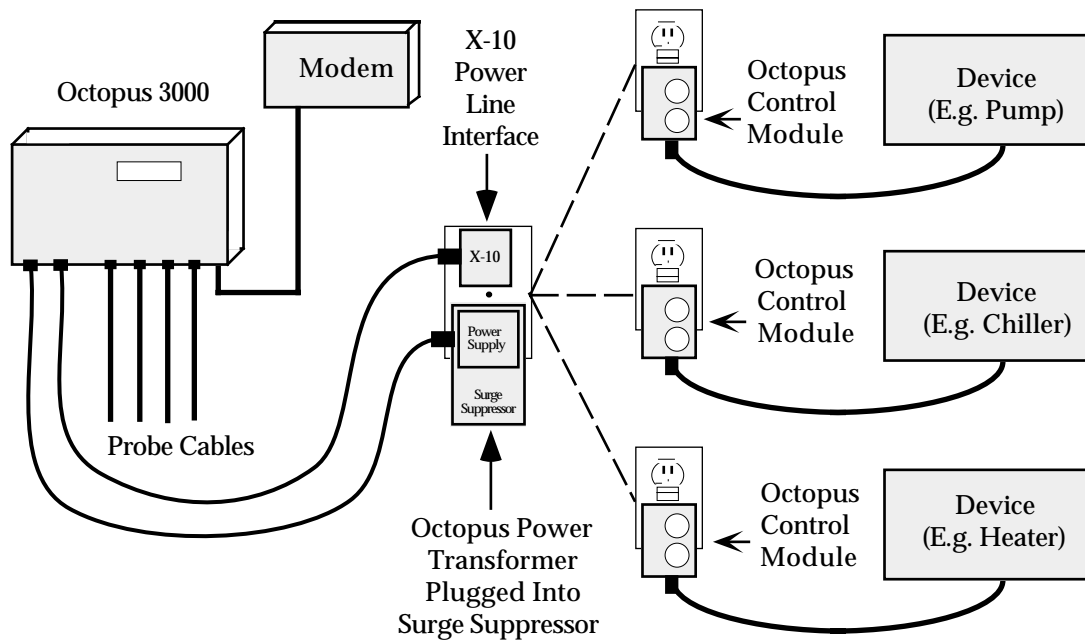 Octopus 3000
Modem
Probe Cables
X-10
Power
Line
Interface
X-10
Power
Supply
Surge
Suppressor
Octopus Power
Transformer
Plugged Into
Surge Suppressor
Octopus
Control
Module
Device
(E.g. Pump)
Octopus
Control
Module
Device
(E.g. Chiller)
Octopus
Control
Module
Device
(E.g. Heater)